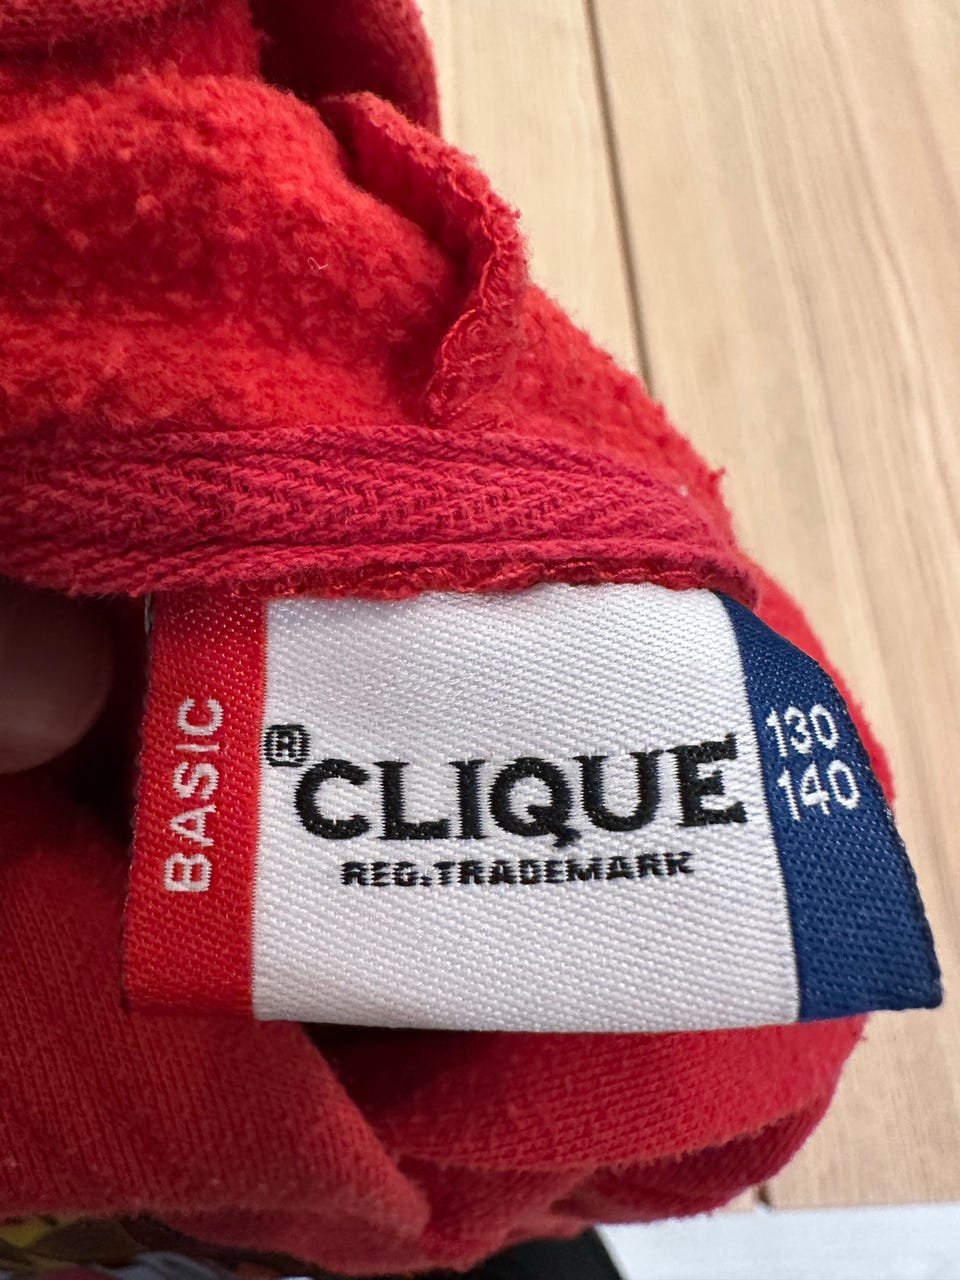 BASIC
® CLIQUE
REG. TRADEMARK
130
140